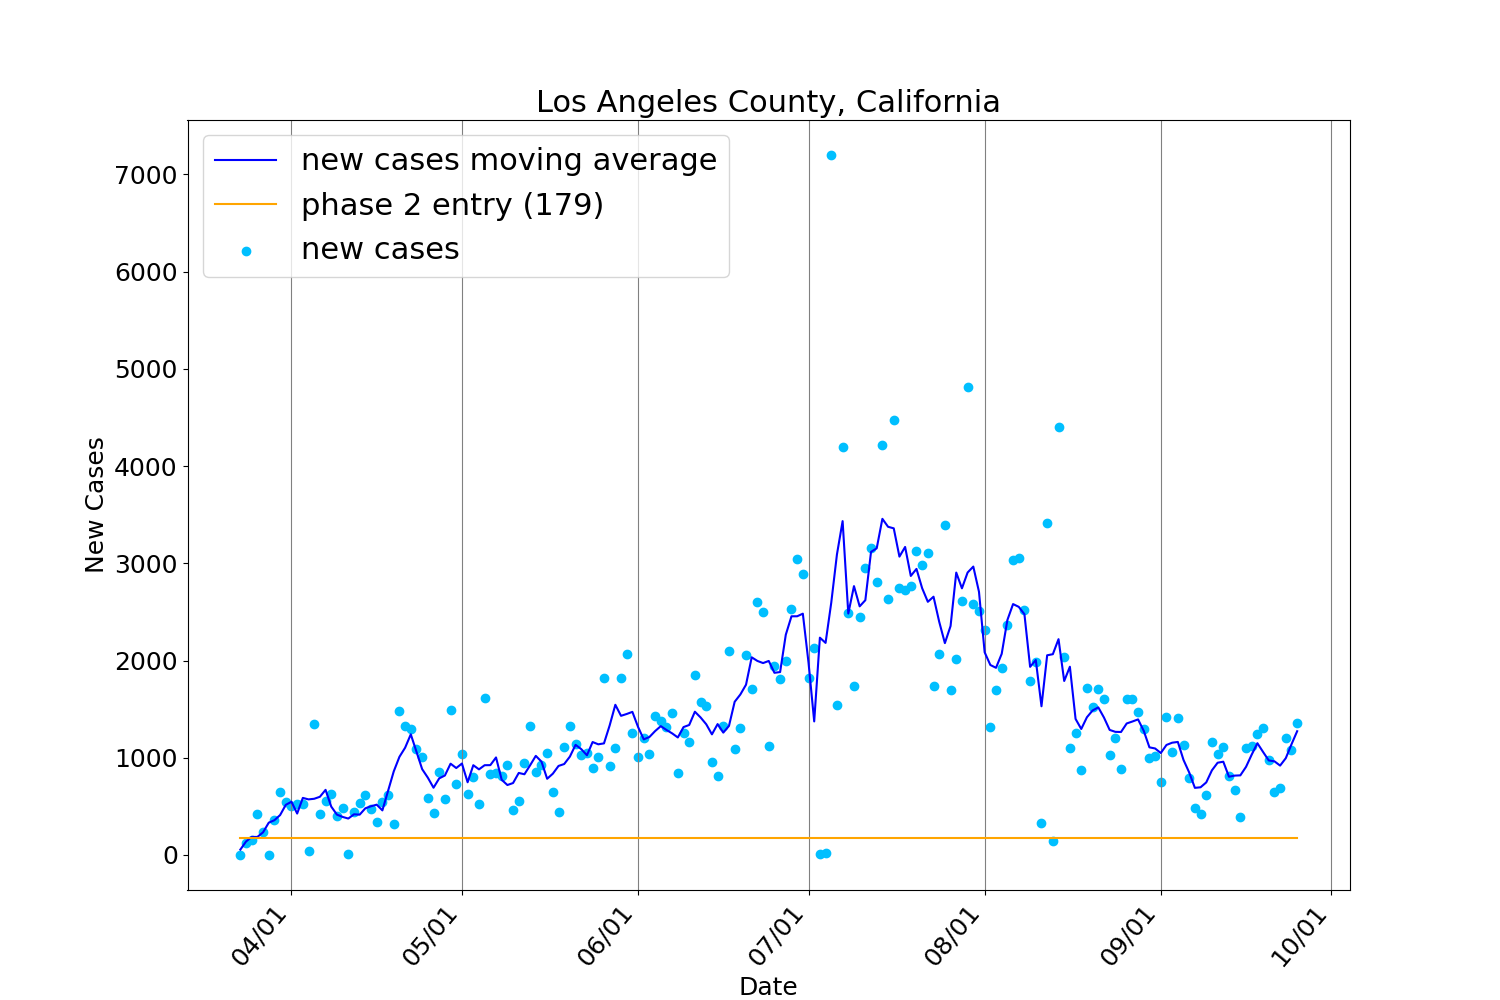 Los Angeles County, California
new cases moving average
phase 2 entry (179)
new cases
New Cases
7000
6000
5000
4000
3000
2000
1000
0
04/01
05/01
06/01
07/01
08/01
09/01
10/01
Date